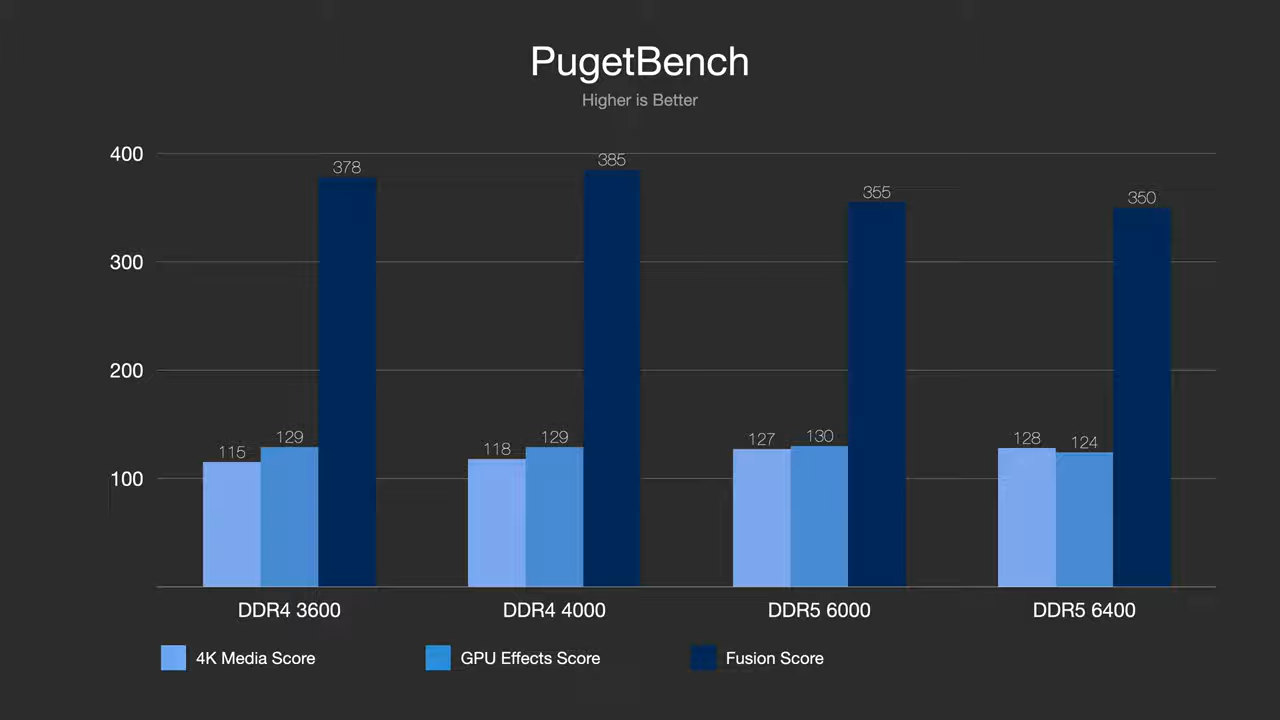 PugetBench
Higher is Better
400
300
200
100
115
129
378
118
129
385
127
130
355
128
124
350
DDR4 3600
DDR4 4000
DDR5 6000
DDR5 6400
4K Media Score
GPU Effects Score
Fusion Score